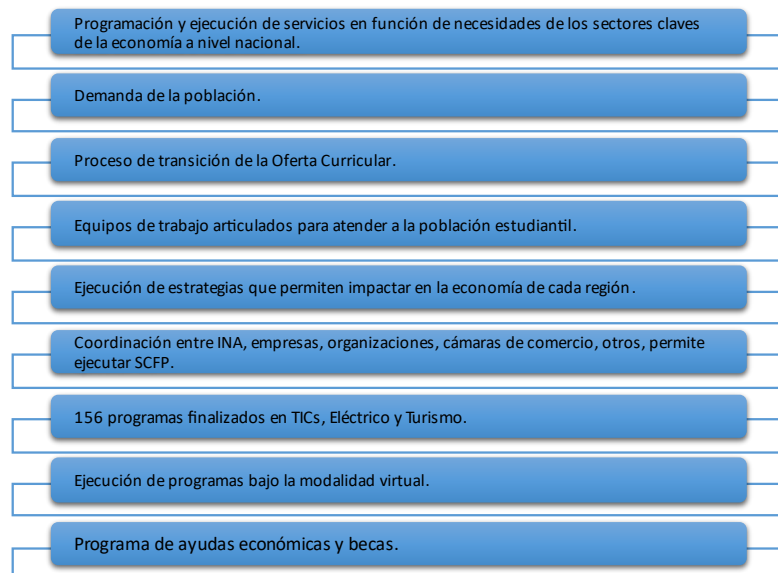 Programación y ejecución de servicios en función de necesidades de los sectores claves
de la economía a nivel nacional.
Demanda de la población.
Proceso de transición de la Oferta Curricular.
Equipos de trabajo articulados para atender a la población estudiantil.
Ejecución de estrategias que permiten impactar en la economía de cada región.
Coordinación entre INA, empresas, organizaciones, cámaras de comercio, otros, permite
ejecutar SCFP.
156 programas finalizados en TICs, Eléctrico y Turismo.
Ejecución de programas bajo la modalidad virtual.
Programa de ayudas económicas y becas.